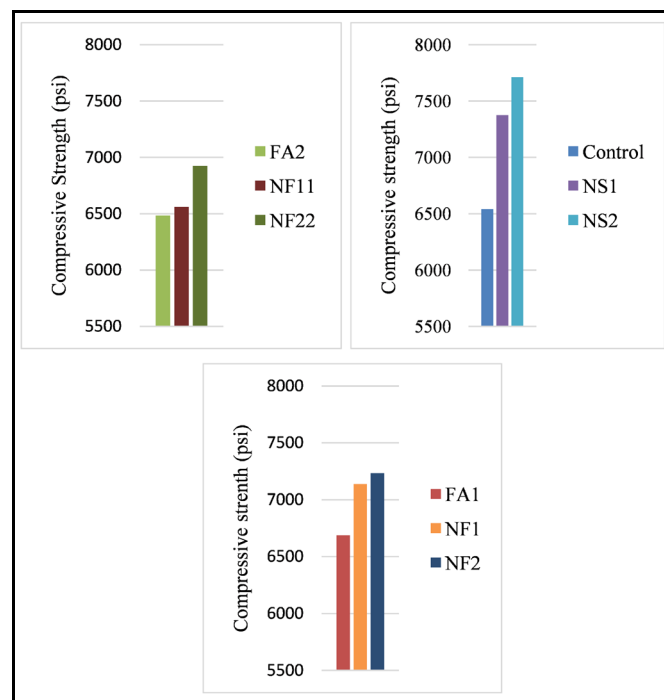 Compressive Strength (psi)
8000
7500
7000
6500
6000
5500
FA2
NF11
NF22
Compressive strength (psi)
8000
7500
7000
6500
6000
5500
Control
NS1
NS2
Compressive strenth (psi)
8000
7500
7000
6500
6000
5500
FA1
NF1
NF2